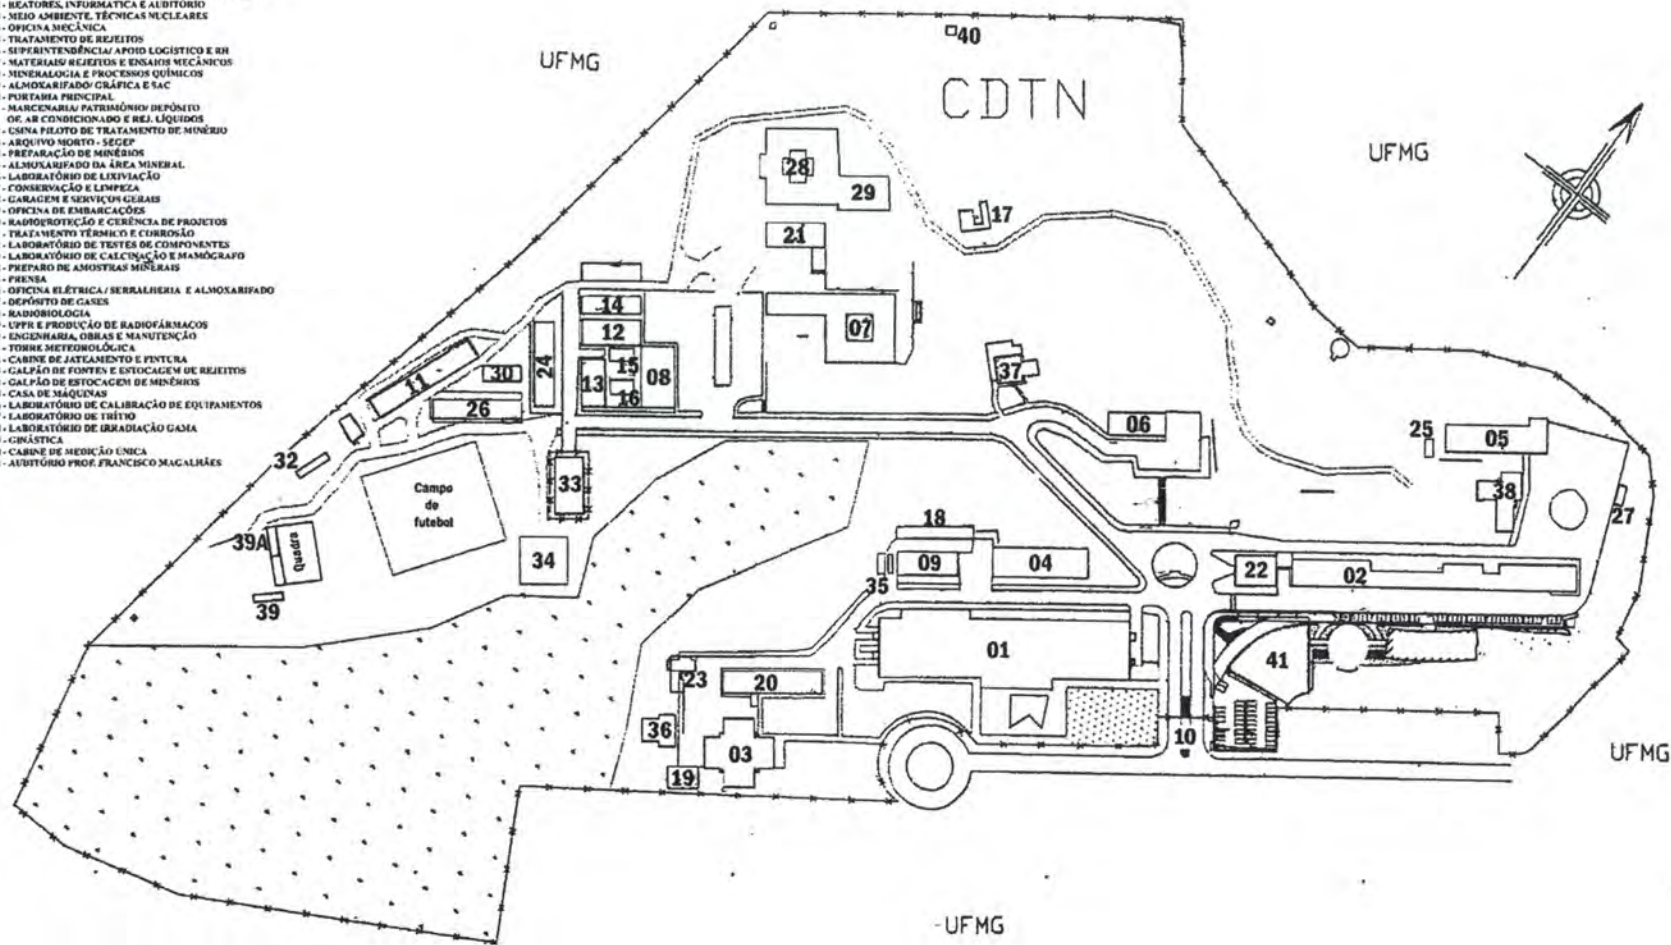 - REATORES, INFORMÁTICA E AUDITÓRIO
- MEIO AMBIENTE, TÉCNICAS NUCLEARES
- OFICINA MECÂNICA
- TRATAMENTO DE REJEITOS
- SUPERINTENDÊNCIA/ APOIO LOGÍSTICO E RH
- MATERIAIS/ REJEITOS E ENSAIOS MECÂNICOS
- MINERALOGIA E PROCESSOS QUÍMICOS
- ALMOXARIFADO/ GRÁFICA E SAC
- PORTARIA PRINCIPAL
- MARCENARIA/ PATRIMÔNIO/ DEPÓSITO
OF. AR CONDICIONADO E REJ. LÍQUIDOS
- USINA PILOTO DE TRATAMENTO DE MINÉRIO
- ARQUIVO MORTO - SEGEP
- PREPARAÇÃO DE MINÉRIOS
- ALMOXARIFADO DA ÁREA MINERAL
- LABORATÓRIO DE LIXIVIAÇÃO
- CONSERVAÇÃO E LIMPEZA
- GARAGEM E SERVIÇOS GERAIS
- OFICINA DE EMBARCAÇÕES
- RADIOPROTEÇÃO E GERÊNCIA DE PROJETOS
- TRATAMENTO TÉRMICO E CORROSÃO
- LABORATÓRIO DE TESTES DE COMPONENTES
- LABORATÓRIO DE CALCINAÇÃO E MAMÓGRAFO
- PREPARO DE AMOSTRAS MINERAIS
- PRENSA
- OFICINA ELÉTRICA / SERRALHERIA E ALMOXARIFADO
- DEPÓSITO DE GASES
- RADIOBIOLOGIA
- UPPR E PRODUÇÃO DE RADIOFÁRMACOS
- ENGENHARIA, OBRAS E MANUTENÇÃO
- TORRE METEOROLÓGICA
- CABINE DE JATEAMENTO E PINTURA
- GALPÃO DE FONTES E ESTOCAGEM DE REJEITOS
- GALPÃO DE ESTOCAGEM DE MINÉRIOS
- CASA DE MÁQUINAS
- LABORATÓRIO DE CALIBRAÇÃO DE EQUIPAMENTOS
- LABORATÓRIO DE TRÍTIO
- LABORATÓRIO DE IRRADIAÇÃO GAMA
- GINÁSTICA
- CABINE DE MEDIÇÃO ÚNICA
- AUDITÓRIO PROF. FRANCISCO MAGALHÃES
UFMG
40
CDTN
UFMG
28
29
17
21
14
12
07
15
24
13
08
16
30
11
26
37
06
25
05
38
27
32
33
Campo
de
futebol
39A
Quadra
34
39
18
09
04
35
22
02
01
41
23
20
36
03
19
10
UFMG
-UFMG